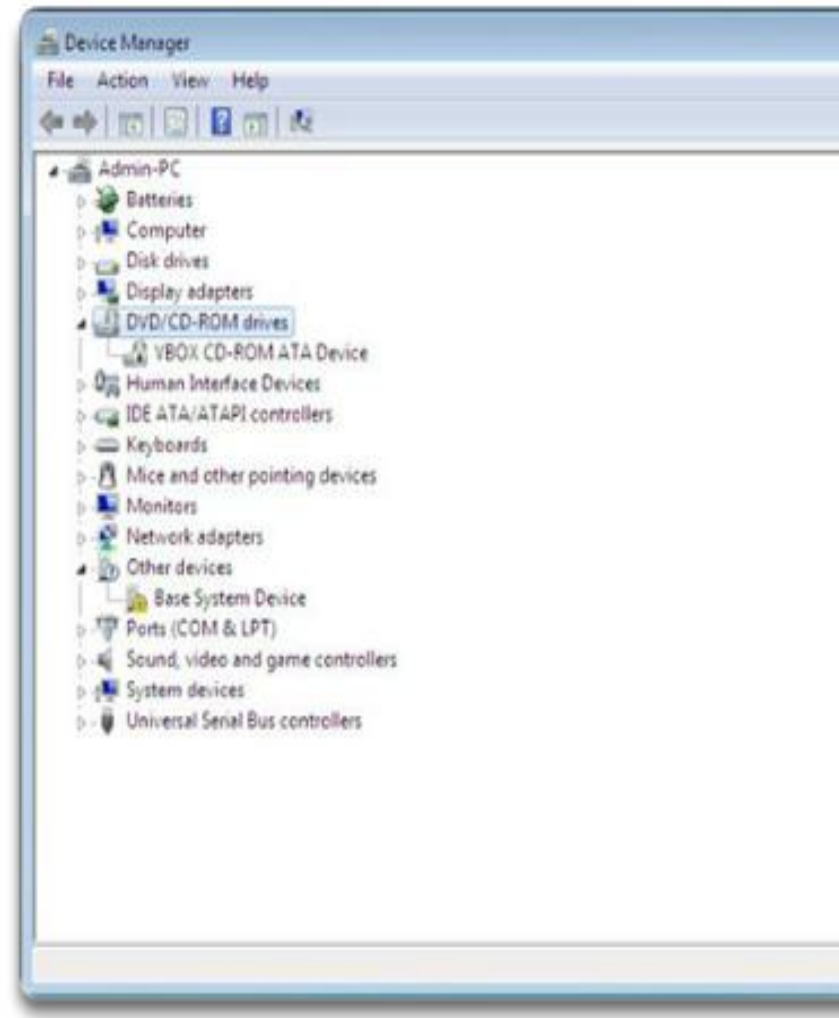 Device Manager
File Action View Help
Admin-PC
Batteries
Computer
Disk drives
Display adapters
DVD/CD-ROM drives
VBOX CD-ROM ATA Device
Human Interface Devices
IDE ATA/ATAPI controllers
Keyboards
Mice and other pointing devices
Monitors
Network adapters
Other devices
Base System Device
Ports (COM & LPT)
Sound, video and game controllers
System devices
Universal Serial Bus controllers